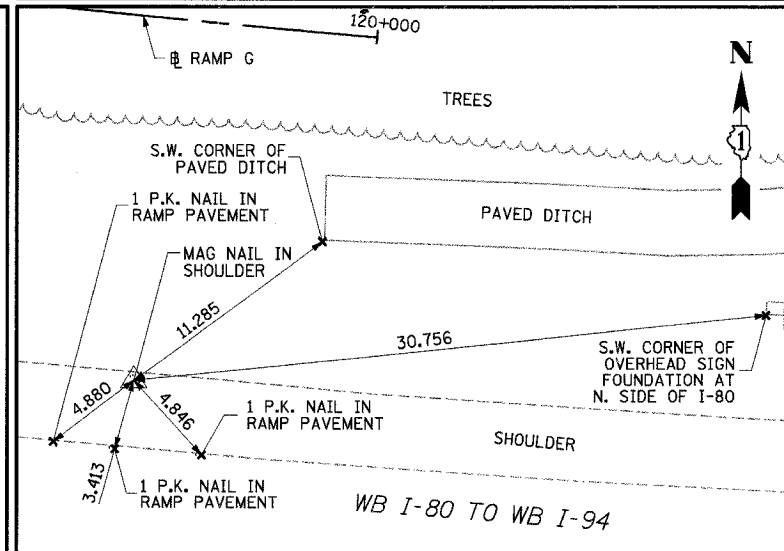 120+000
BL RAMP G
N
TREES
1
S.W. CORNER OF
PAVED DITCH
1 P.K. NAIL IN
RAMP PAVEMENT
PAVED DITCH
MAG NAIL IN
SHOULDER
11.285
30.756
S.W. CORNER OF
OVERHEAD SIGN
FOUNDATION AT
N. SIDE OF I-80
4.880
4.846
1 P.K. NAIL IN
RAMP PAVEMENT
SHOULDER
3.413
1 P.K. NAIL IN
RAMP PAVEMENT
WB I-80 TO WB I-94